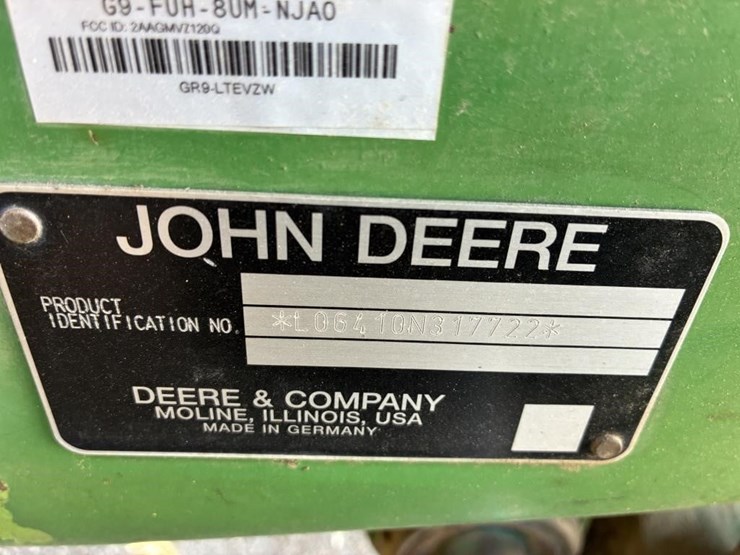 G9-FUH-8UM-NJAO
FCC ID: 2AAGMVZ120Q
GR9-LTEVZW
JOHN DEERE
PRODUCT
IDENTIFICATION NO.
*L06410N317722*
DEERE & COMPANY
MOLINE, ILLINOIS, USA
MADE IN GERMANY